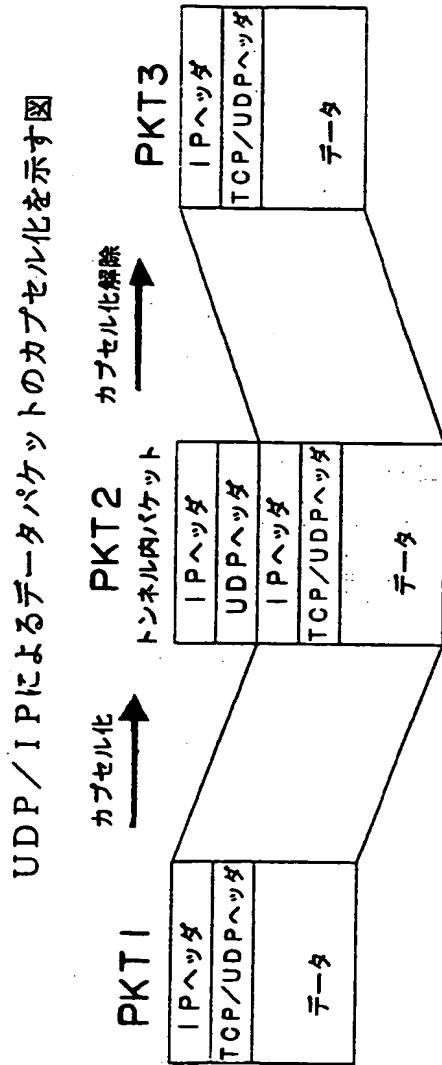 UDP/IPによるデータパケットのカプセル化を示す図
PKT1
IPヘッダ
TCP/UDPヘッダ
データ
カプセル化
PKT2
トンネル内パケット
IPヘッダ
UDPヘッダ
IPヘッダ
TCP/UDPヘッダ
データ
カプセル化解除
PKT3
IPヘッダ
TCP/UDPヘッダ
データ